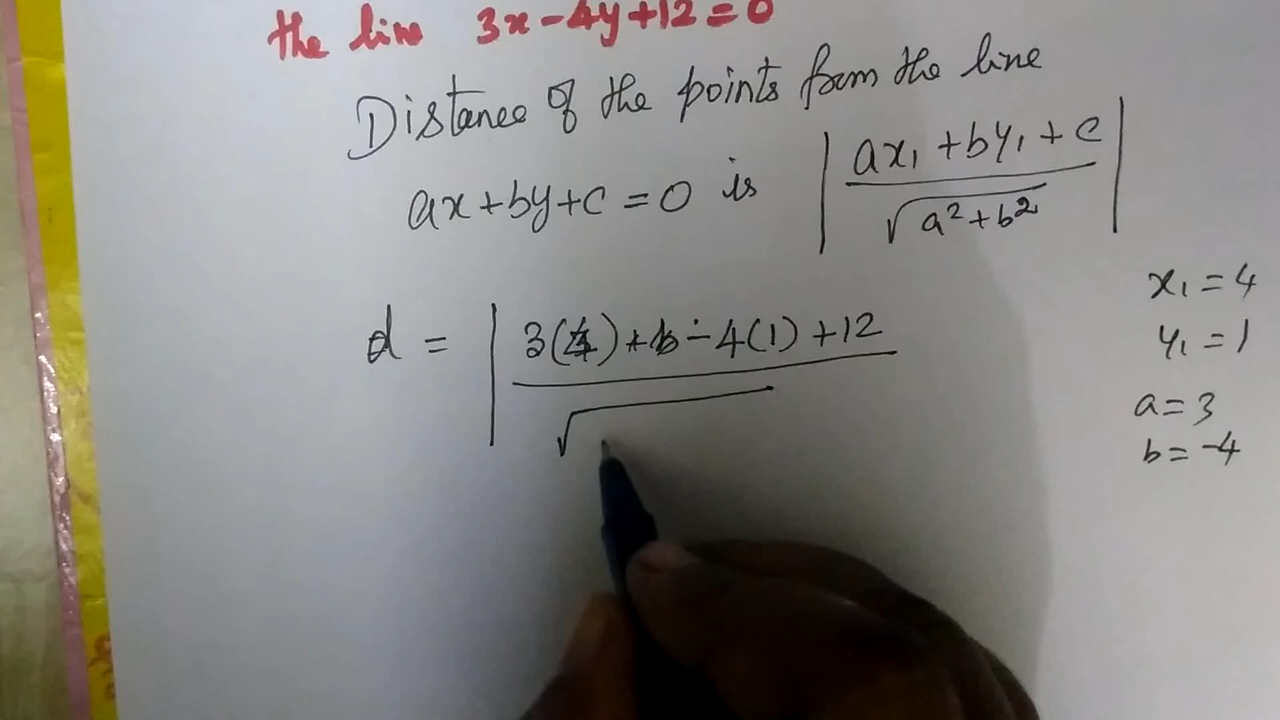 the line 3x-4y+12=0
Distance of the points from the line
ax+by+c=0 is |ax₁+by₁+c / √a²+b²|
x₁=4
y₁=1
d = | 3(4) -4(1)+12 / √
a=3
b=-4